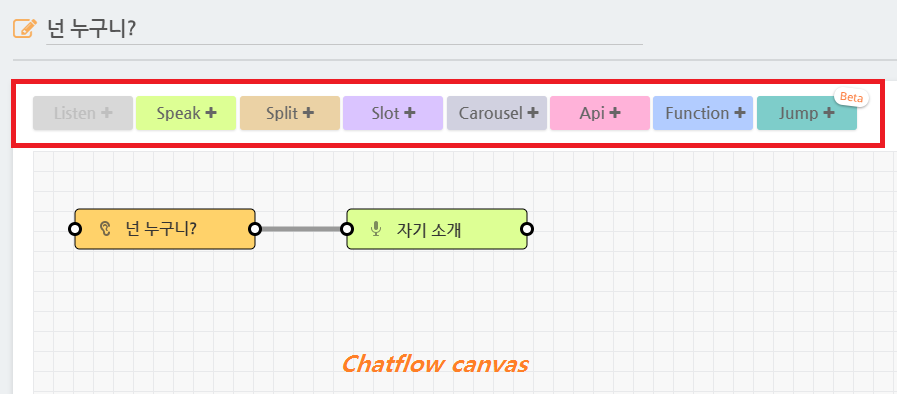 넌 누구니?
Listen + Speak + Split + Slot + Carousel + Api + Function + Jump + Beta
넌 누구니? 자기 소개
Chatflow canvas